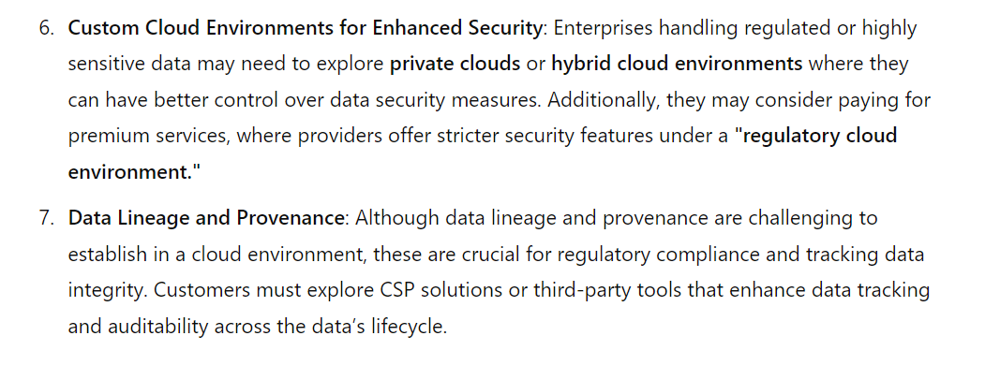 6. Custom Cloud Environments for Enhanced Security: Enterprises handling regulated or highly
sensitive data may need to explore private clouds or hybrid cloud environments where they
can have better control over data security measures. Additionally, they may consider paying for
premium services, where providers offer stricter security features under a "regulatory cloud
environment."
7. Data Lineage and Provenance: Although data lineage and provenance are challenging to
establish in a cloud environment, these are crucial for regulatory compliance and tracking data
integrity. Customers must explore CSP solutions or third-party tools that enhance data tracking
and auditability across the data’s lifecycle.